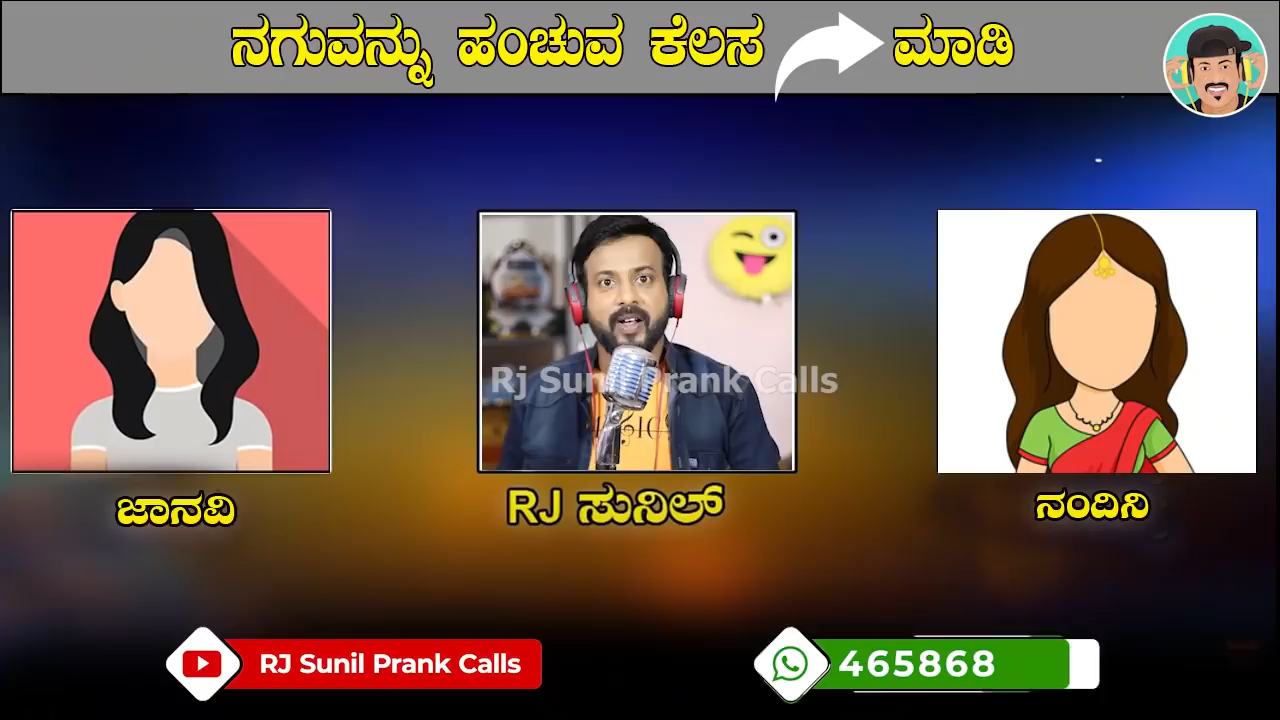 ನಗುವನ್ನು ಹಂಚುವ ಕೆಲಸ ಮಾಡಿ
Rj Sunil Prank Calls
ಜಾನವಿ
RJ ಸುನಿಲ್
ನಂದಿನಿ
RJ Sunil Prank Calls
465868